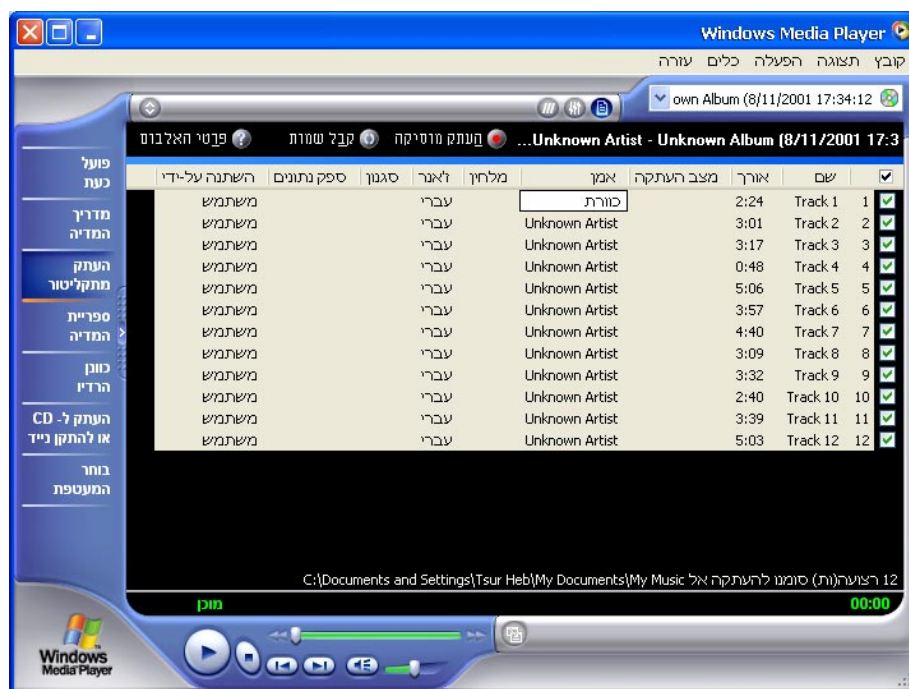 Windows Media Player
קובץ תצוגה הפעלה כלים עזרה
own Album (8/11/2001 17:34:12
Unknown Artist - Unknown Album (8/11/2001 17:3...
העתק מוסיקה קבל שמות פרטי האלבום
שם אורך מצב העתקה אמן מלחין ז'אנר סגנון ספק נתונים השתנה על-ידי
1 Track 1 2:24 כוורת עברי משתמש
2 Track 2 3:01 Unknown Artist עברי משתמש
3 Track 3 3:17 Unknown Artist עברי משתמש
4 Track 4 0:48 Unknown Artist עברי משתמש
5 Track 5 5:06 Unknown Artist עברי משתמש
6 Track 6 3:57 Unknown Artist עברי משתמש
7 Track 7 4:40 Unknown Artist עברי משתמש
8 Track 8 3:09 Unknown Artist עברי משתמש
9 Track 9 3:32 Unknown Artist עברי משתמש
10 Track 10 2:40 Unknown Artist עברי משתמש
11 Track 11 3:39 Unknown Artist עברי משתמש
12 Track 12 5:03 Unknown Artist עברי משתמש
12 רצועה(ות) סומנו להעתקה אל C:\Documents and Settings\Tsur Heb\My Documents\My Music
00:00 מוכן
פועל
כעת
מדריך
המדיה
העתק
מתקליטור
ספריית
המדיה
כוונן
הרדיו
העתק ל- CD
או להתקן נייד
בוחר
המעטפת
Windows
Media Player